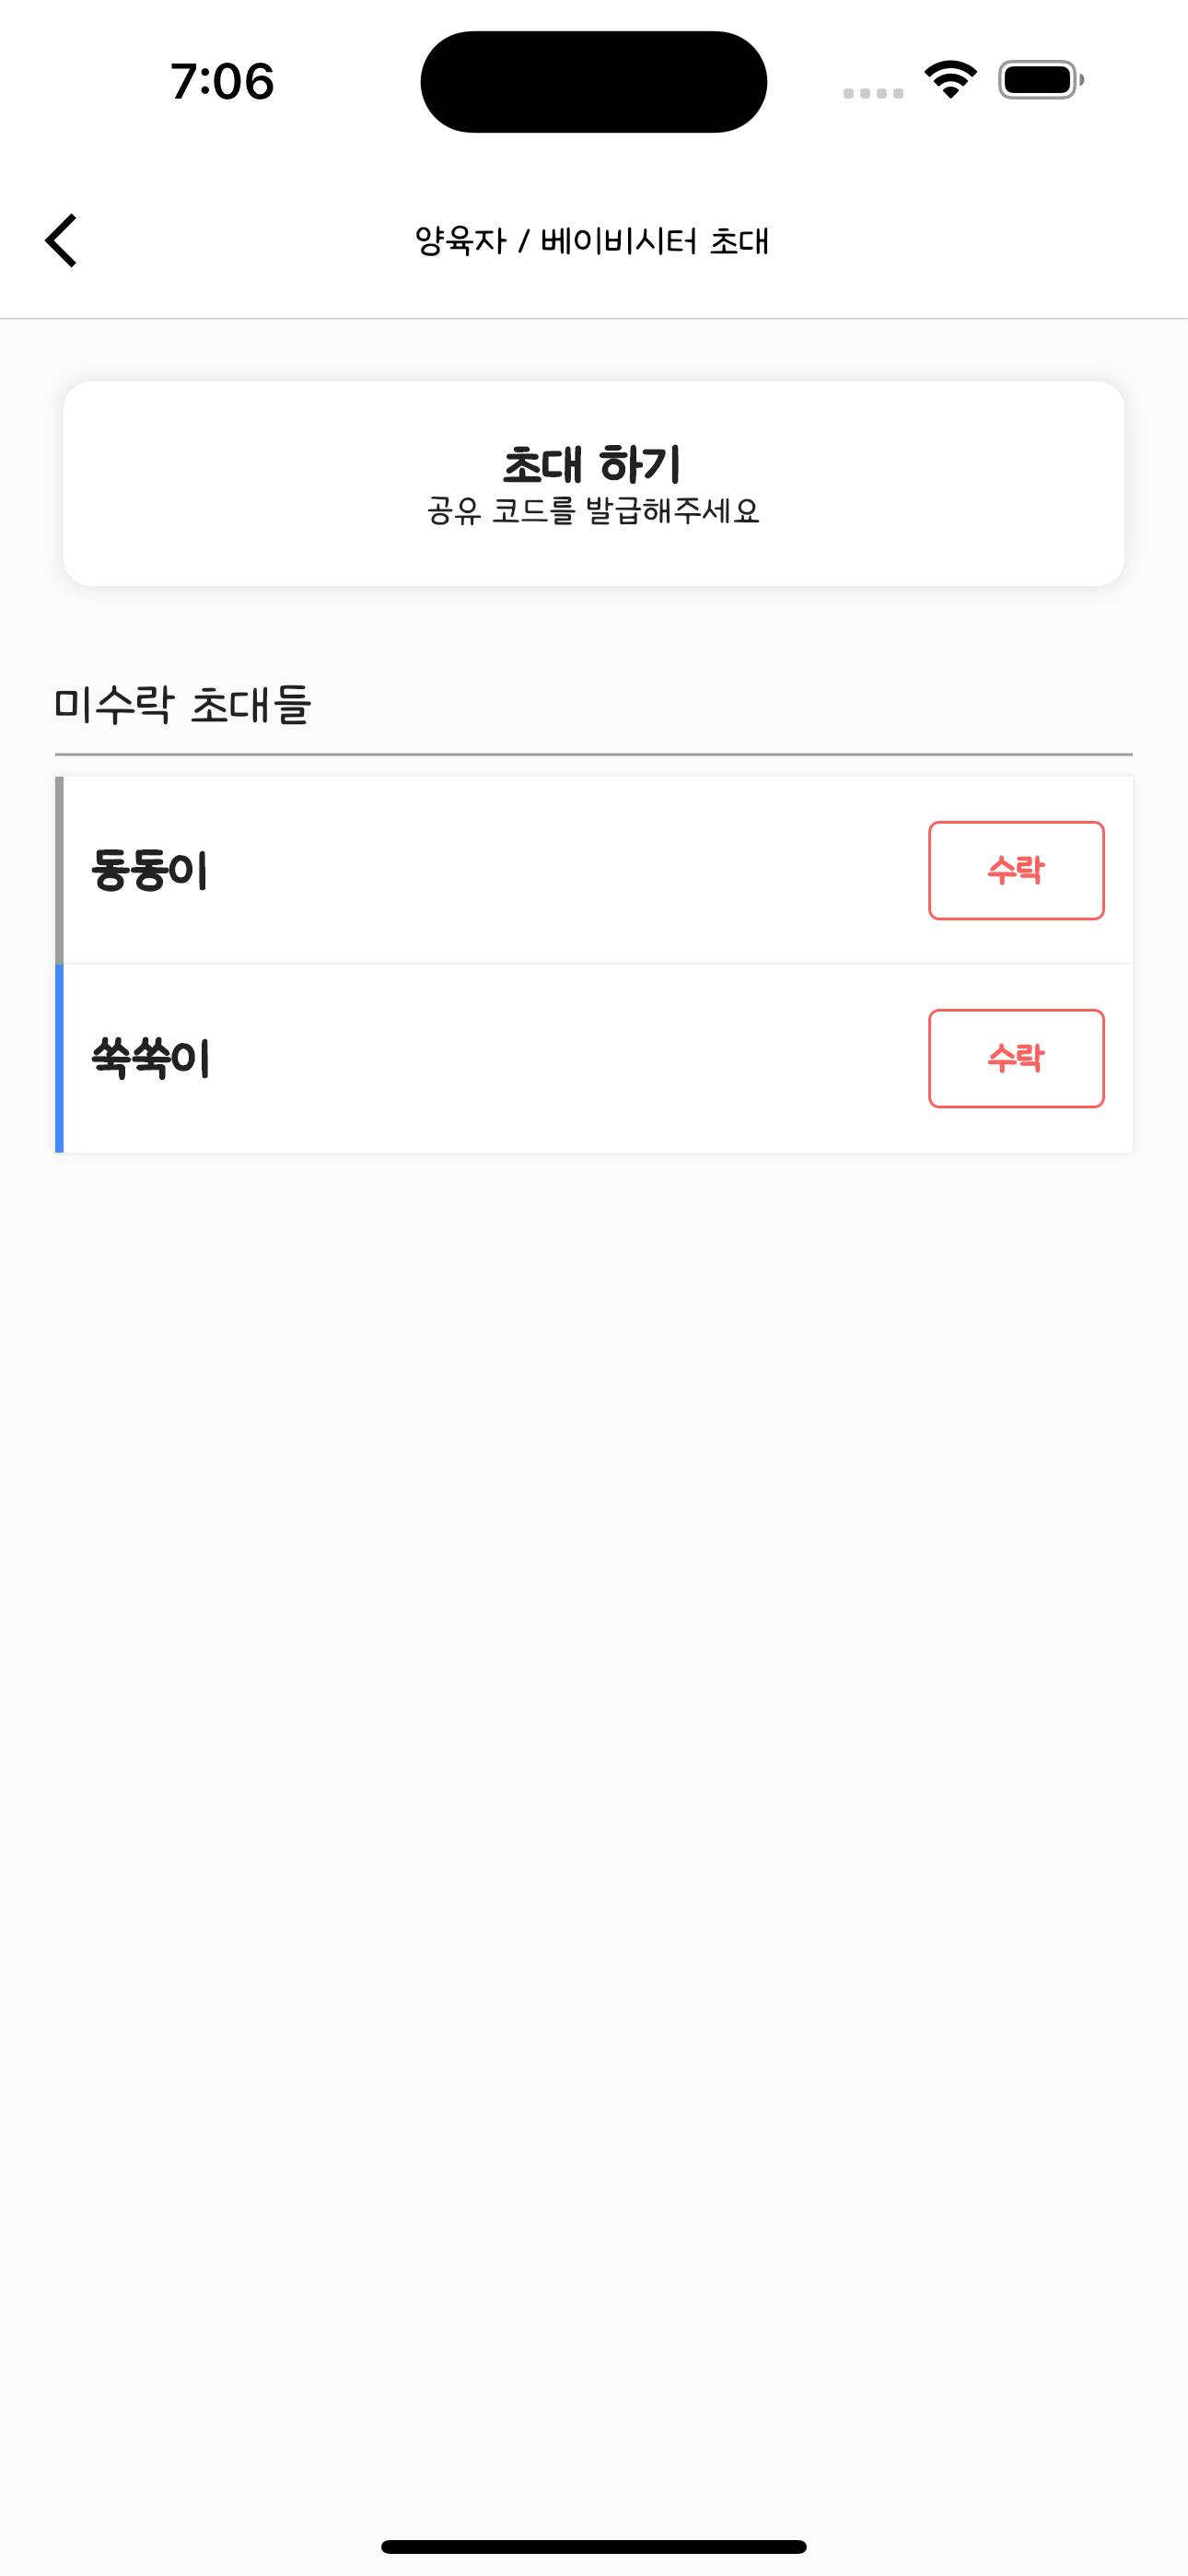 7:06
양육자 / 베이비시터 초대
초대 하기
공유 코드를 발급해주세요
미수락 초대들
동동이
수락
쑥쑥이
수락